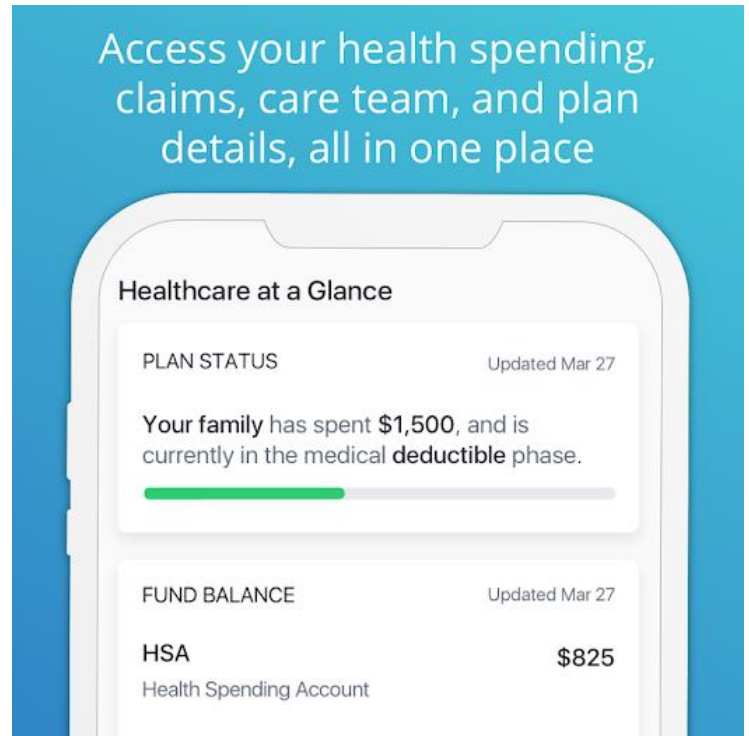 Access your health spending,
claims, care team, and plan
details, all in one place
Healthcare at a Glance
PLAN STATUS
Updated Mar 27
Your family has spent $1,500, and is
currently in the medical deductible phase.
FUND BALANCE
Updated Mar 27
HSA
$825
Health Spending Account